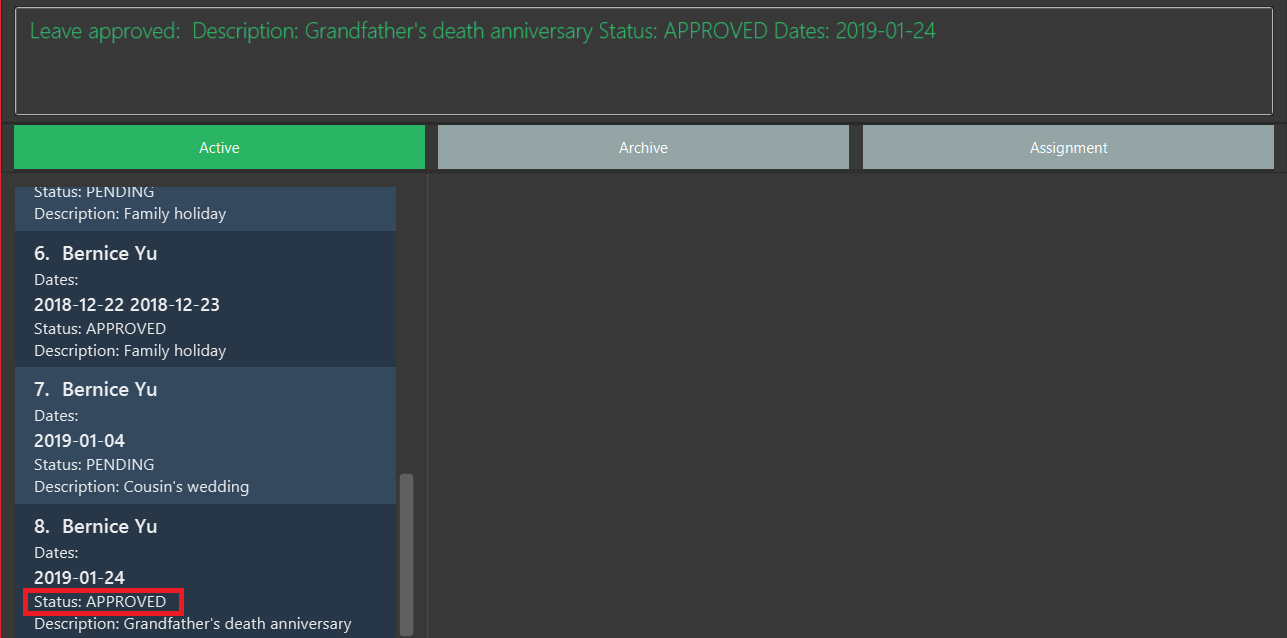 Leave approved:  Description: Grandfather's death anniversary Status: APPROVED Dates: 2019-01-24
Active
Archive
Assignment
Status: PENDING
Description: Family holiday
6.  Bernice Yu
Dates:
2018-12-22 2018-12-23
Status: APPROVED
Description: Family holiday
7.  Bernice Yu
Dates:
2019-01-04
Status: PENDING
Description: Cousin's wedding
8.  Bernice Yu
Dates:
2019-01-24
Status: APPROVED
Description: Grandfather's death anniversary